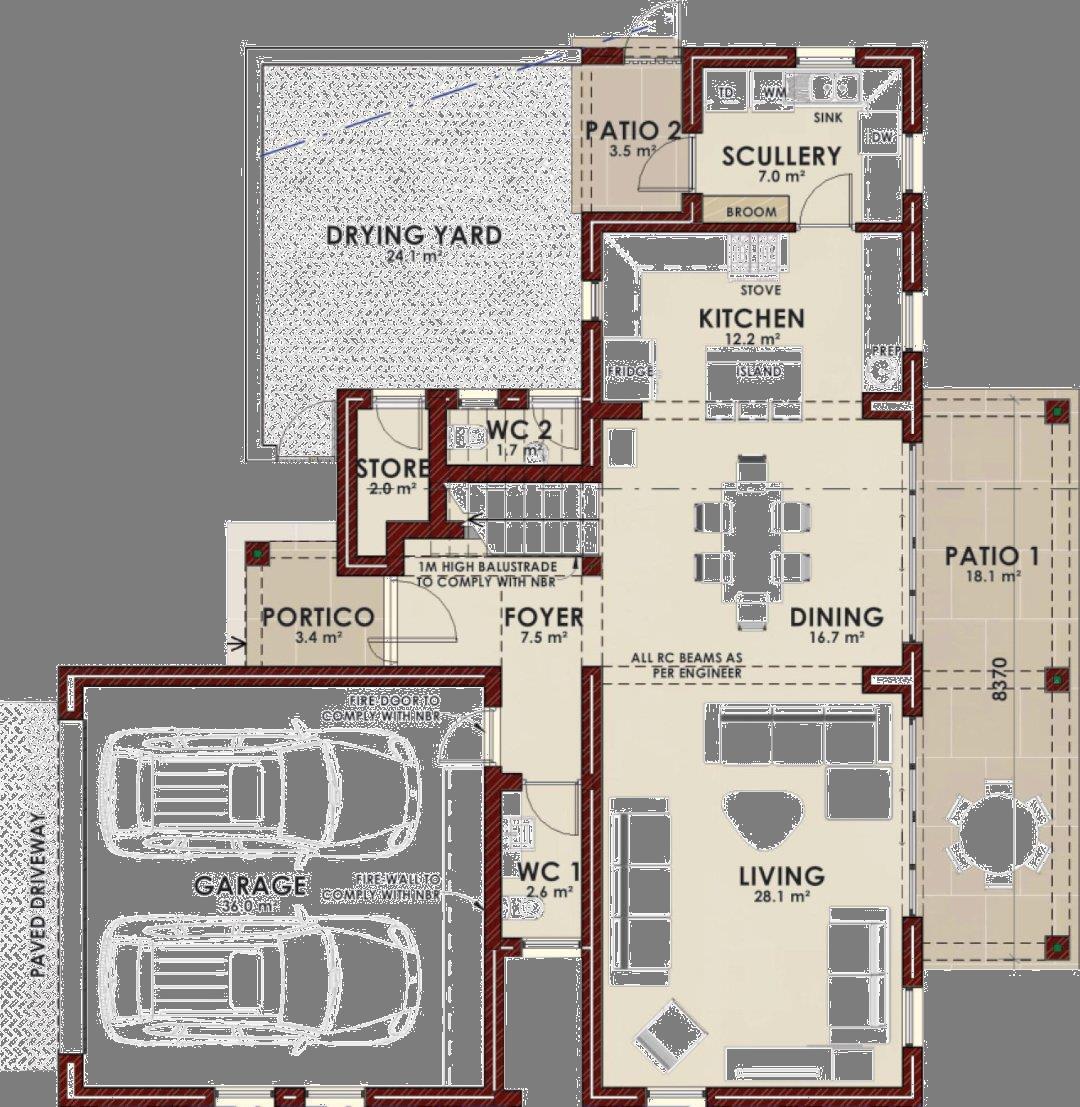 TD
WM
SINK
DW
PATIO 2
3.5 m²
SCULLERY
7.0 m²
BROOM
DRYING YARD
24.1 m²
STOVE
KITCHEN
12.2 m²
PREP
FRIDGE
ISLAND
WC 2
1.7 m²
STORE
2.0 m²
PATIO 1
18.1 m²
1M HIGH BALUSTRADE
TO COMPLY WITH NBR
PORTICO
3.4 m²
FOYER
7.5 m²
DINING
16.7 m²
ALL RC BEAMS AS
PER ENGINEER
8370
FIRE DOOR TO
COMPLY WITH NBR
PAVED DRIVEWAY
GARAGE
36.0 m²
FIRE WALL TO
COMPLY WITH NBR
WC 1
2.6 m²
LIVING
28.1 m²